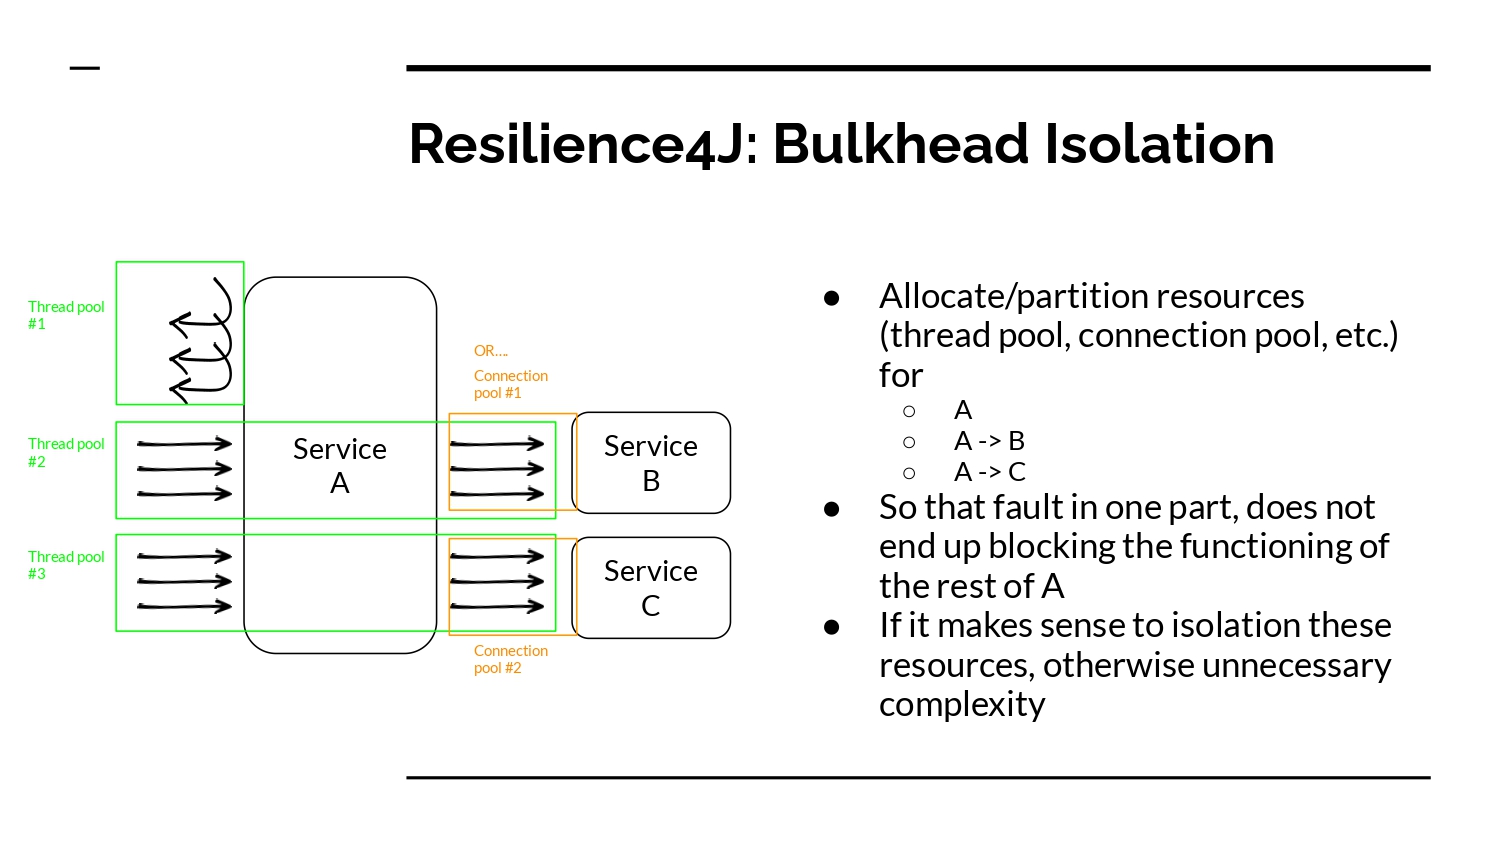 Resilience4J: Bulkhead Isolation
Thread pool
#1
OR....
Connection
pool #1
Thread pool
#2
Service
A
Service
B
Thread pool
#3
Service
C
Connection
pool #2
● Allocate/partition resources
(thread pool, connection pool, etc.)
for
○ A
○ A -> B
○ A -> C
● So that fault in one part, does not
end up blocking the functioning of
the rest of A
● If it makes sense to isolation these
resources, otherwise unnecessary
complexity